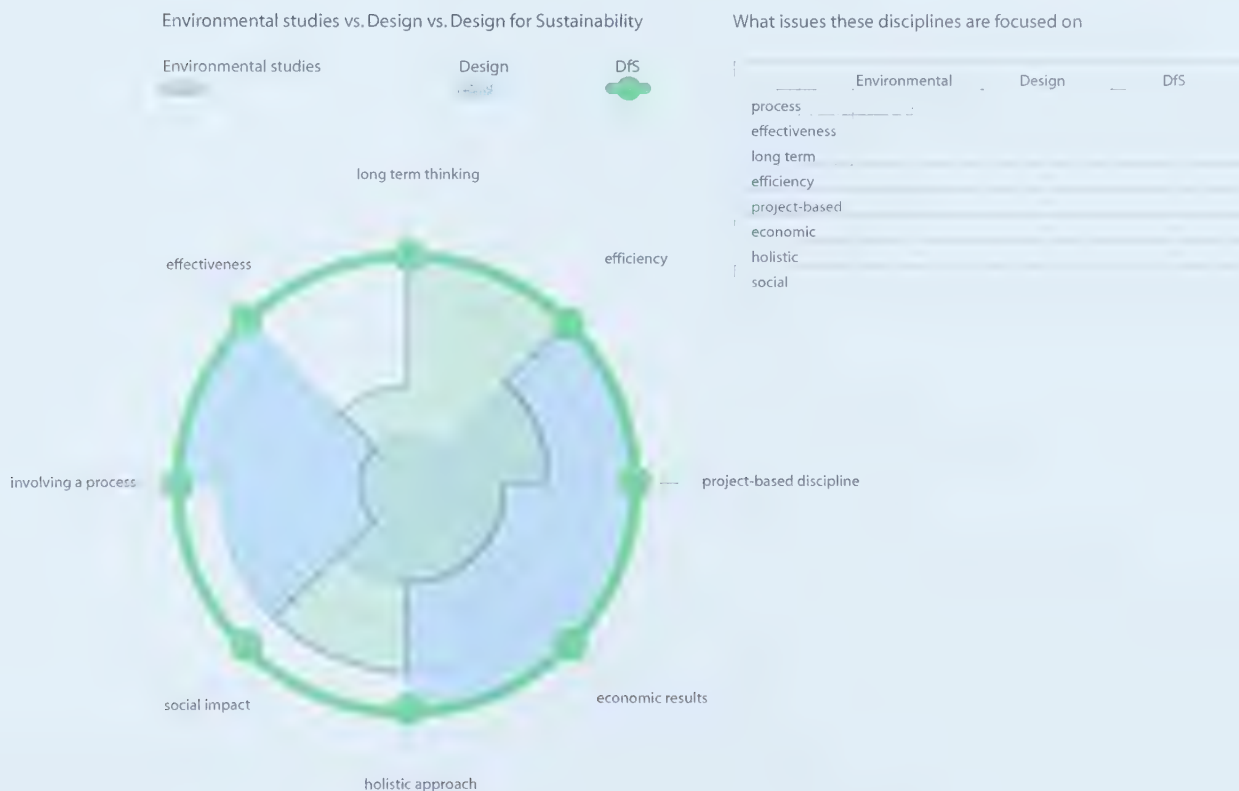 Environmental studies vs. Design vs. Design for Sustainability
Environmental studies
Design
DfS
long term thinking
effectiveness
efficiency
involving a process
project-based discipline
social impact
economic results
holistic approach
What issues these disciplines are focused on
Environmental Design DfS
process
effectiveness
long term
efficiency
project-based
economic
holistic
social